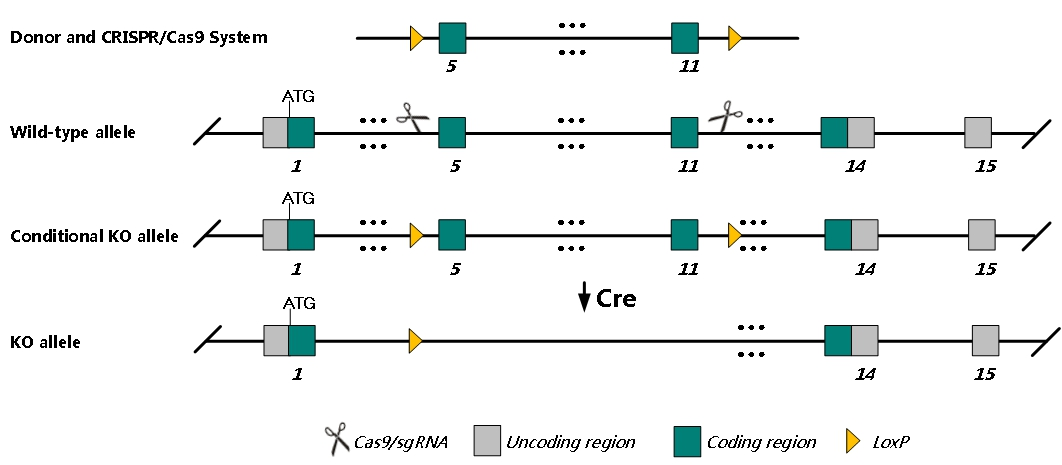 Donor and CRISPR/Cas9 System
5
11
ATG
Wild-type allele
1
5
11
14
15
ATG
Conditional KO allele
1
5
11
14
15
Cre
ATG
KO allele
1
14
15
Cas9/sgRNA
Uncoding region
Coding region
LoxP